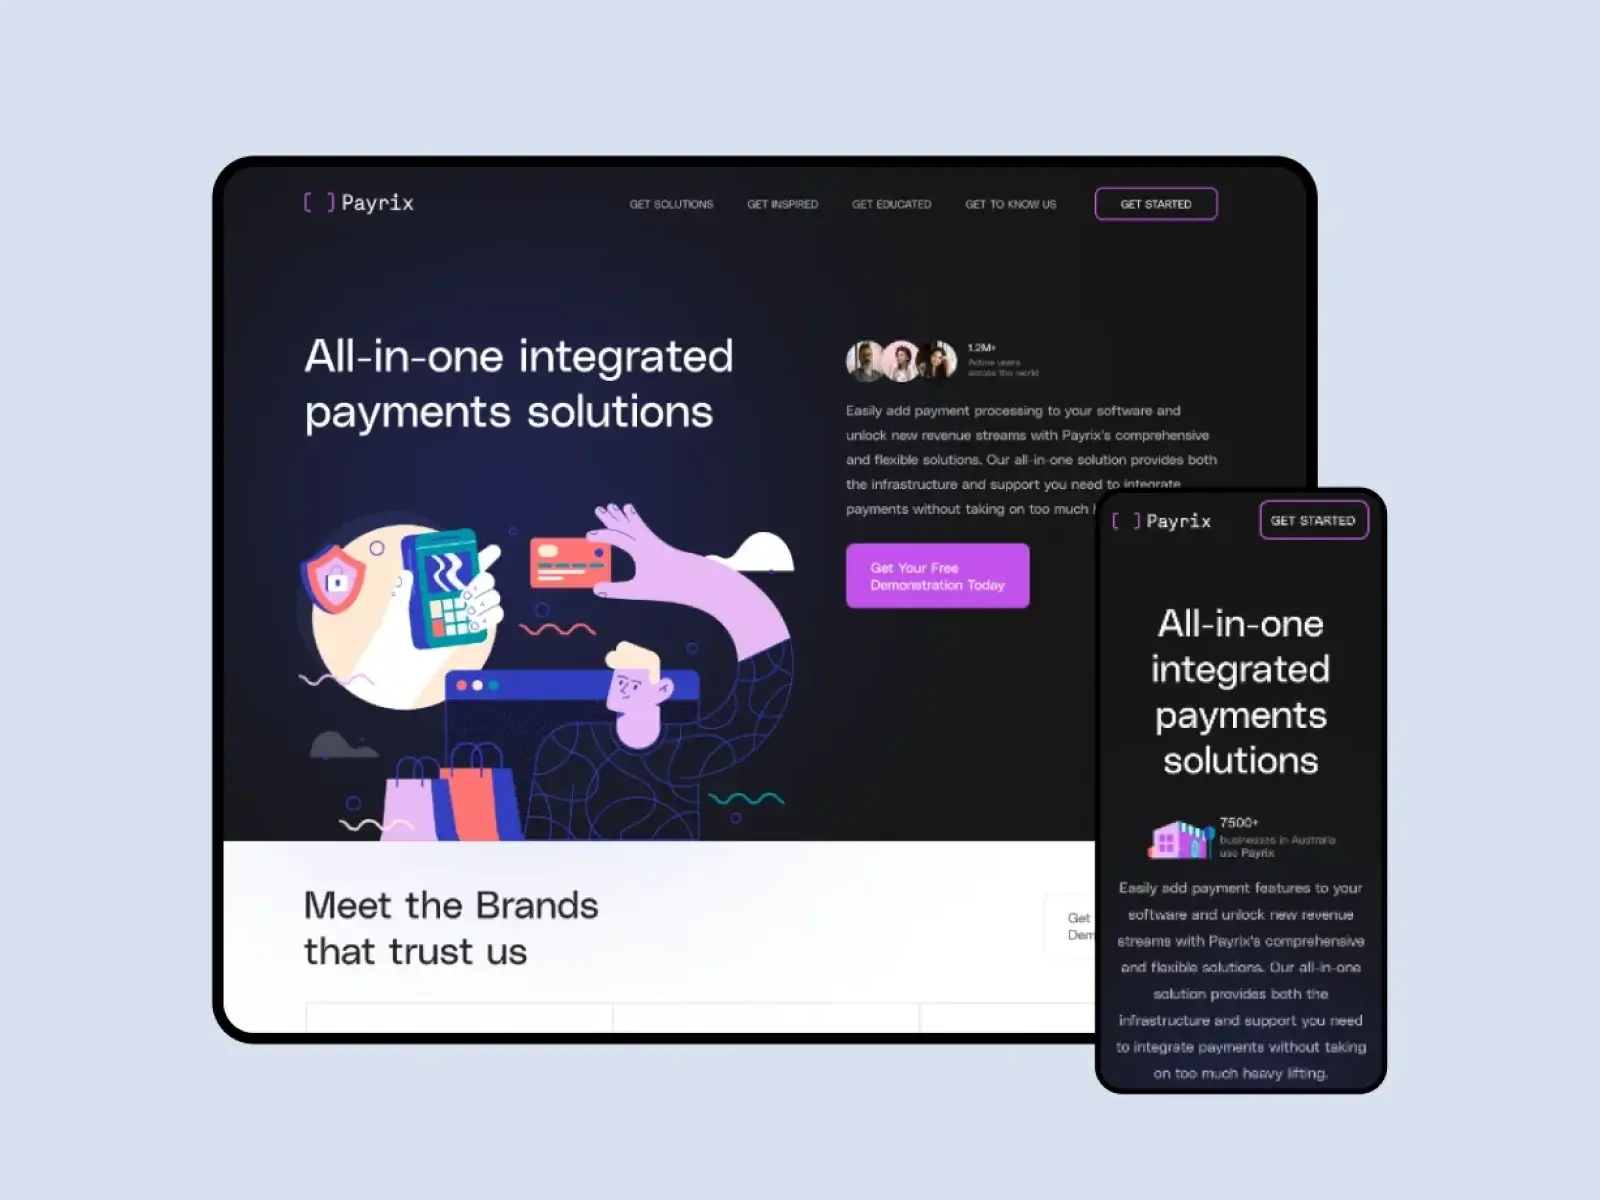 [ ] Payrix
GET SOLUTIONS
GET INSPIRED
GET EDUCATED
GET TO KNOW US
GET STARTED
All-in-one integrated
payments solutions
1.2M+
Active users
across the world
Easily add payment processing to your software and
unlock new revenue streams with Payrix's comprehensive
and flexible solutions. Our all-in-one solution provides both
the infrastructure and support you need to integrate
payments without taking on too much
Get Your Free
Demonstration Today
Meet the Brands
that trust us
Get
Dem
[ ] Payrix
GET STARTED
All-in-one
integrated
payments
solutions
7500+
businesses in Australia
use Payrix
Easily add payment features to your
software and unlock new revenue
streams with Payrix's comprehensive
and flexible solutions. Our all-in-one
solution provides both the
infrastructure and support you need
to integrate payments without taking
on too much heavy lifting.